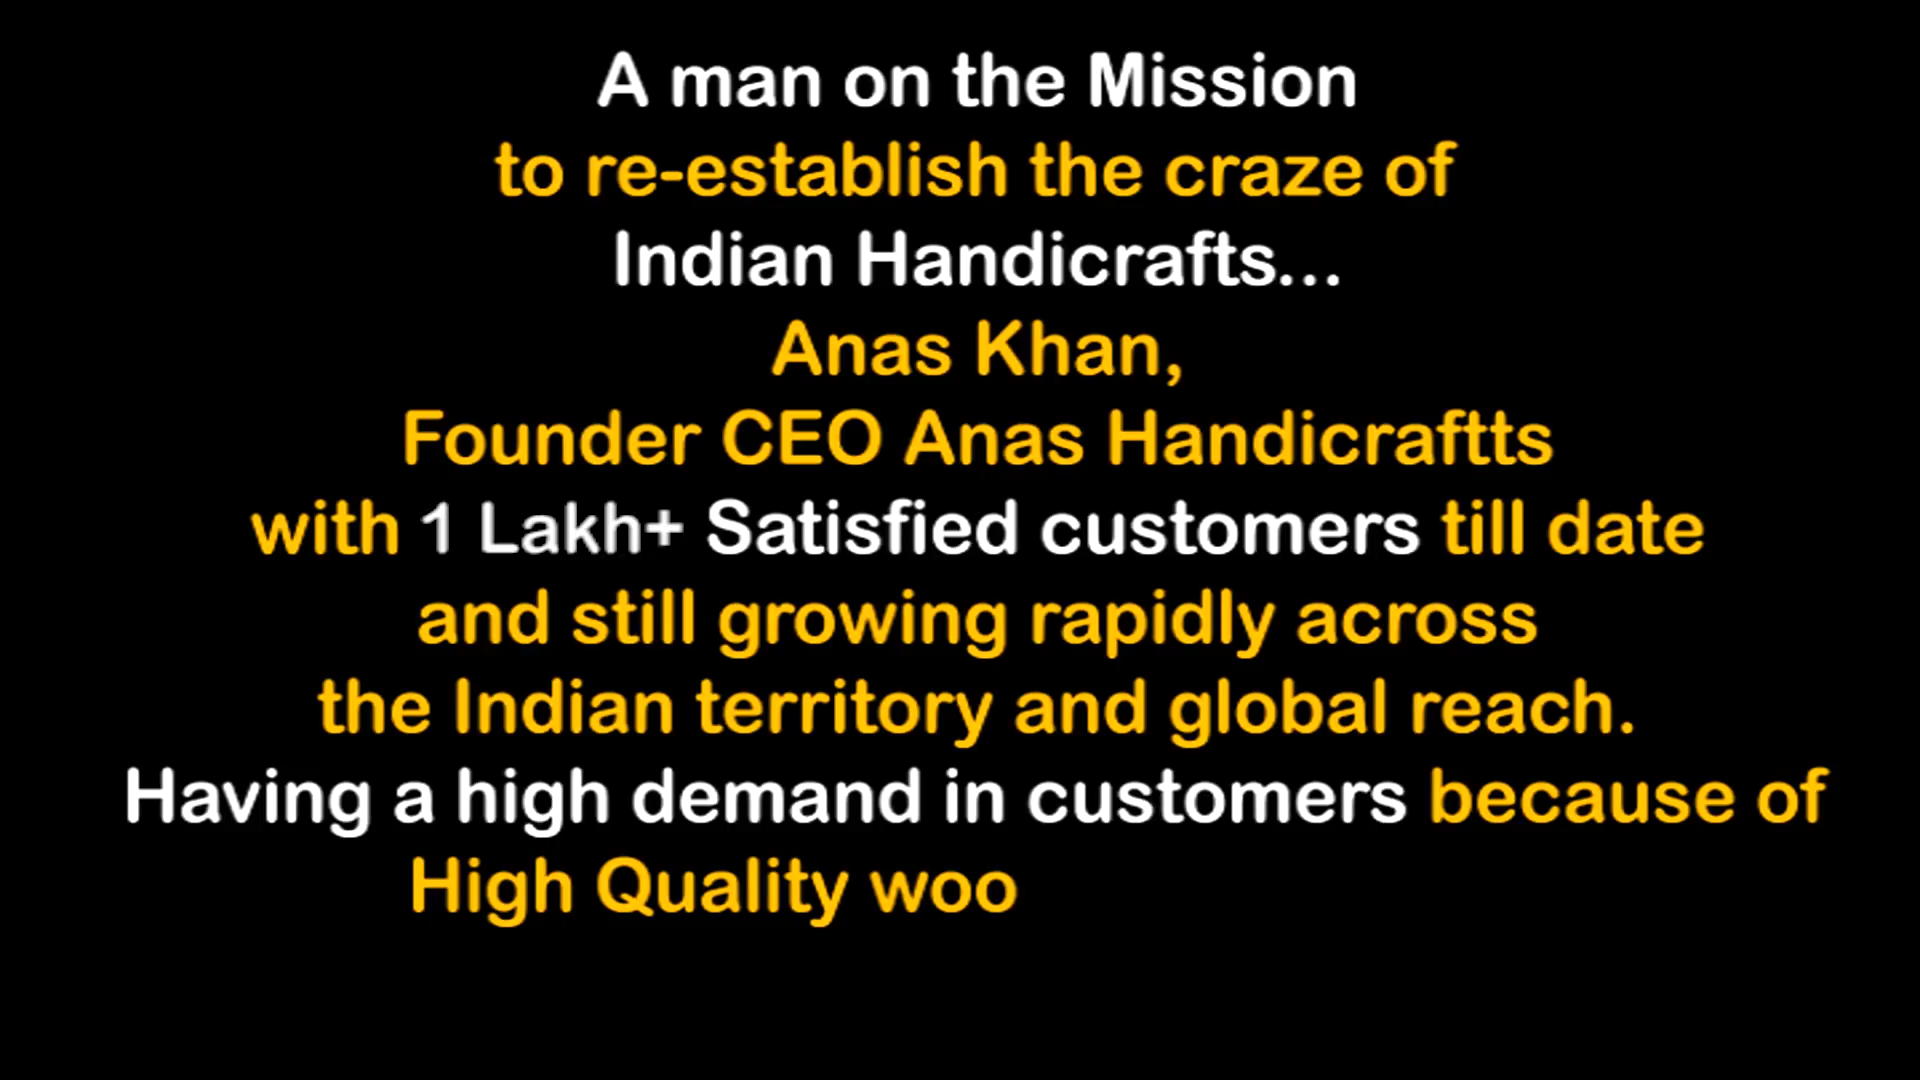 A man on the Mission
to re-establish the craze of
Indian Handicrafts...
Anas Khan,
Founder CEO Anas Handicraftts
with 1 Lakh+ Satisfied customers till date
and still growing rapidly across
the Indian territory and global reach.
Having a high demand in customers because of
High Quality woo